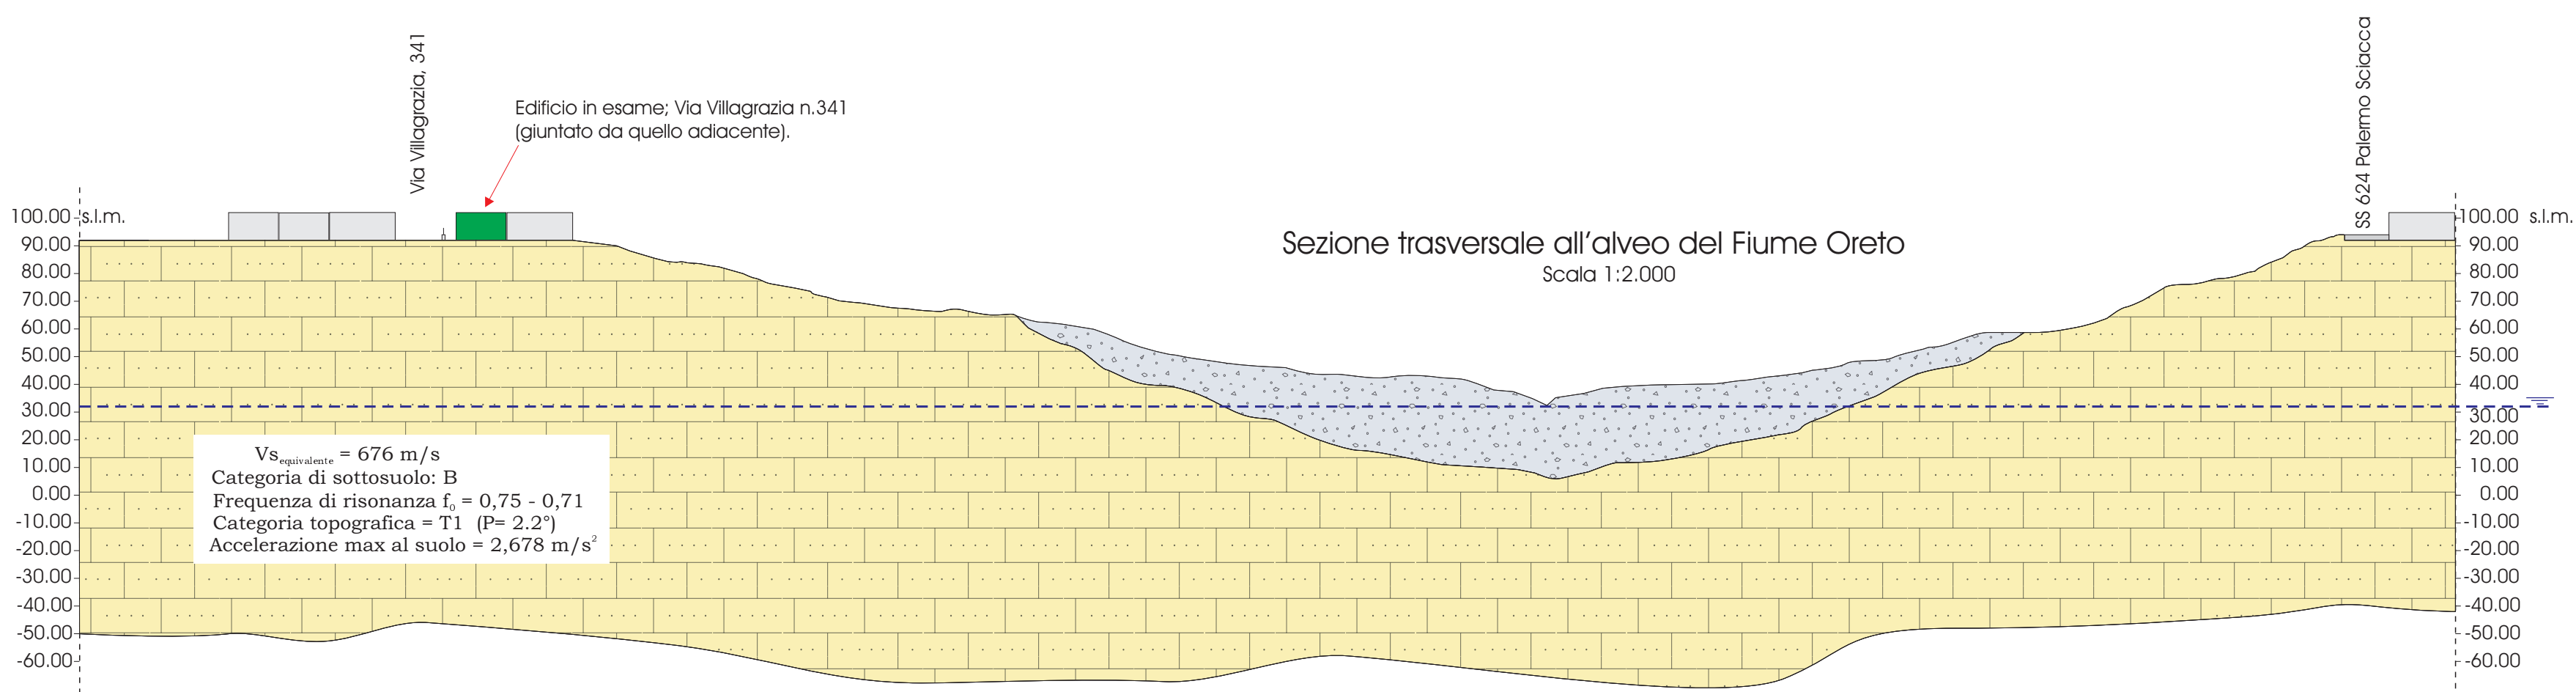 Via Villagrazia, 341
Edificio in esame; Via Villagrazia n.341
(giuntato da quello adiacente).
SS 624 Palermo Sciacca
Sezione trasversale all'alveo del Fiume Oreto
Scala 1:2.000
100.00 s.l.m.
90.00
80.00
70.00
60.00
50.00
40.00
30.00
20.00
10.00
0.00
-10.00
-20.00
-30.00
-40.00
-50.00
-60.00
Vs equivalente = 676 m/s
Categoria di sottosuolo: B
Frequenza di risonanza f0 = 0,75 - 0,71
Categoria topografica = T1 (P= 2.2°)
Accelerazione max al suolo = 2,678 m/s²
100.00 s.l.m.
90.00
80.00
70.00
60.00
50.00
40.00
30.00
20.00
10.00
0.00
-10.00
-20.00
-30.00
-40.00
-50.00
-60.00